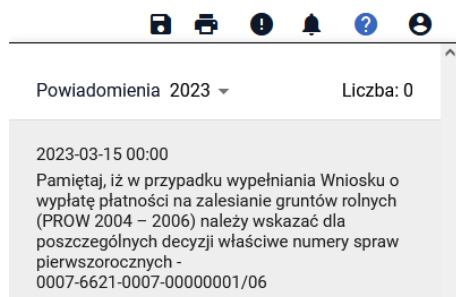 Powiadomienia 2023 Liczba: 0
2023-03-15 00:00
Pamiętaj, iż w przypadku wypełniania Wniosku o
wypłatę płatności na zalesianie gruntów rolnych
(PROW 2004 – 2006) należy wskazać dla
poszczególnych decyzji właściwe numery spraw
pierwszorocznych -
0007-6621-0007-00000001/06